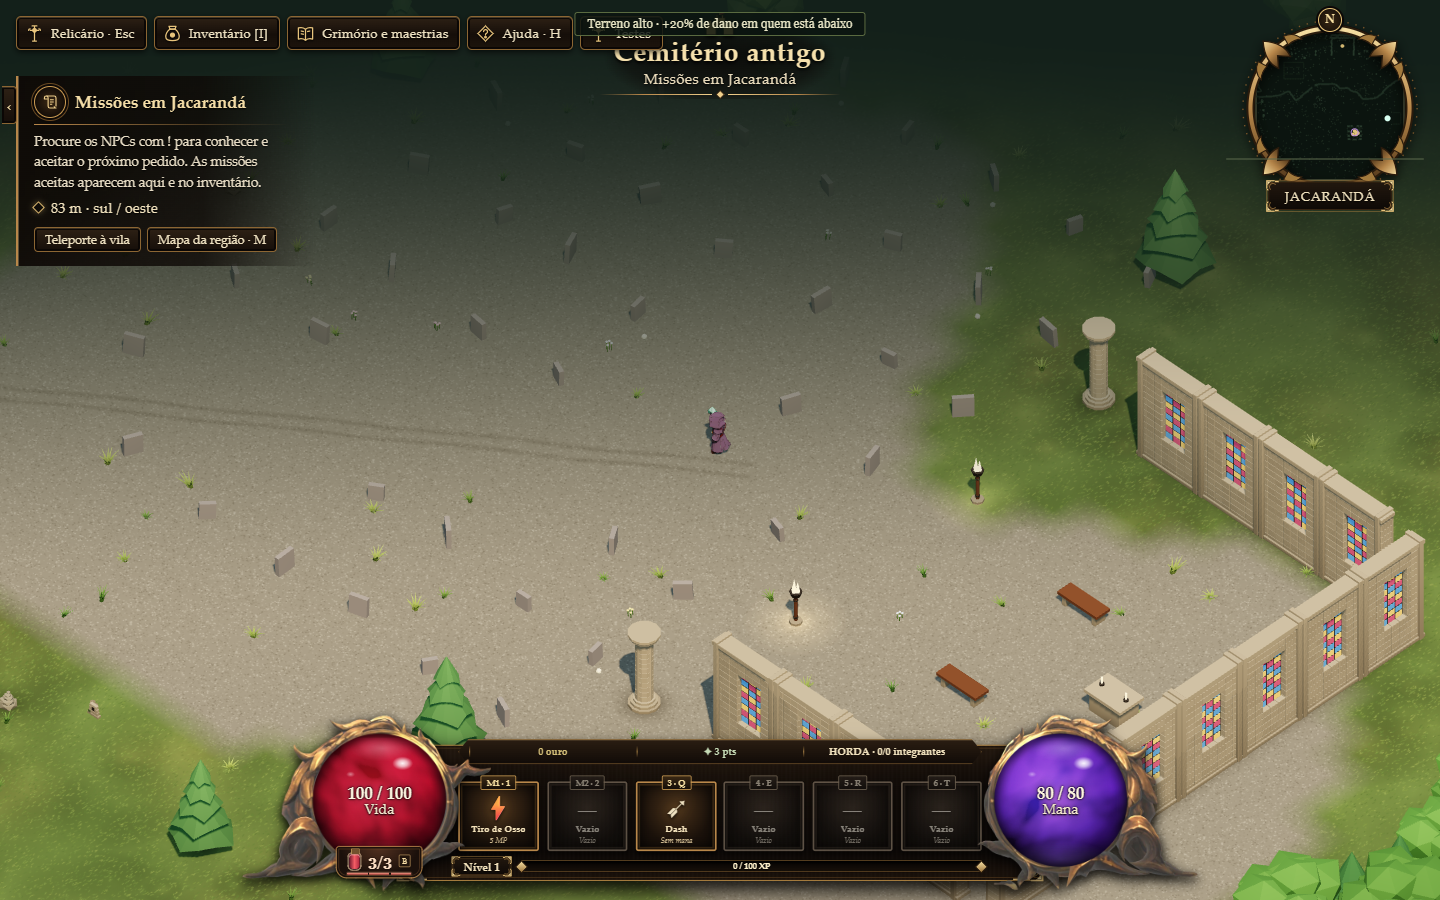 Relicário · Esc
Inventário [I]
Grimório e maestrias
Ajuda · H
Testes
Terreno alto · +20% de dano em quem está abaixo
Cemitério antigo
Missões em Jacarandá
N
JACARANDÁ
‹
Missões em Jacarandá
Procure os NPCs com ! para conhecer e
aceitar o próximo pedido. As missões
aceitas aparecem aqui e no inventário.
83 m · sul / oeste
Teleporte à vila
Mapa da região · M
0 ouro
3 pts
HORDA · 0/0 integrantes
100 / 100
Vida
3/3
B
M1 · 1
Tiro de Osso
5 MP
M2 · 2
Vazio
Vazio
3 · Q
Dash
Sem mana
4 · E
Vazio
Vazio
5 · R
Vazio
Vazio
6 · T
Vazio
Vazio
80 / 80
Mana
Nível 1
0 / 100 XP